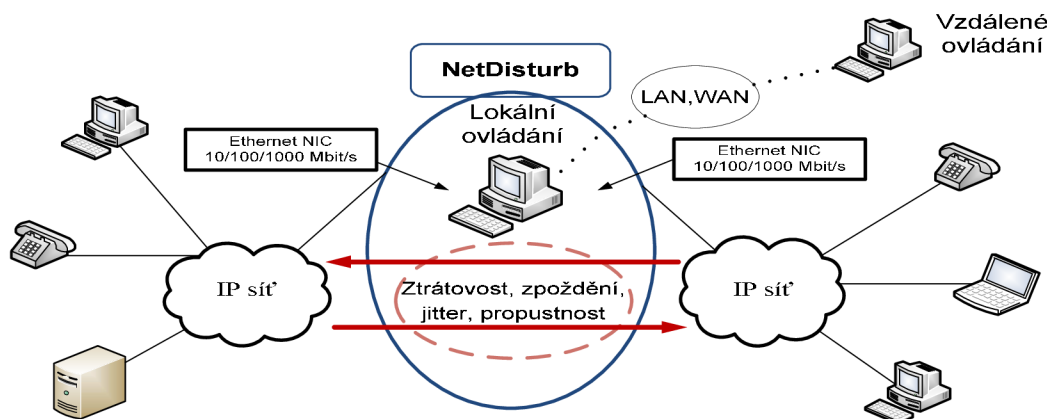 Vzdálené
ovládání
NetDisturb
LAN,WAN
Lokální
ovládání
Ethernet NIC
10/100/1000 Mbit/s
Ethernet NIC
10/100/1000 Mbit/s
IP síť
Ztrátovost, zpoždění,
jitter, propustnost
IP síť